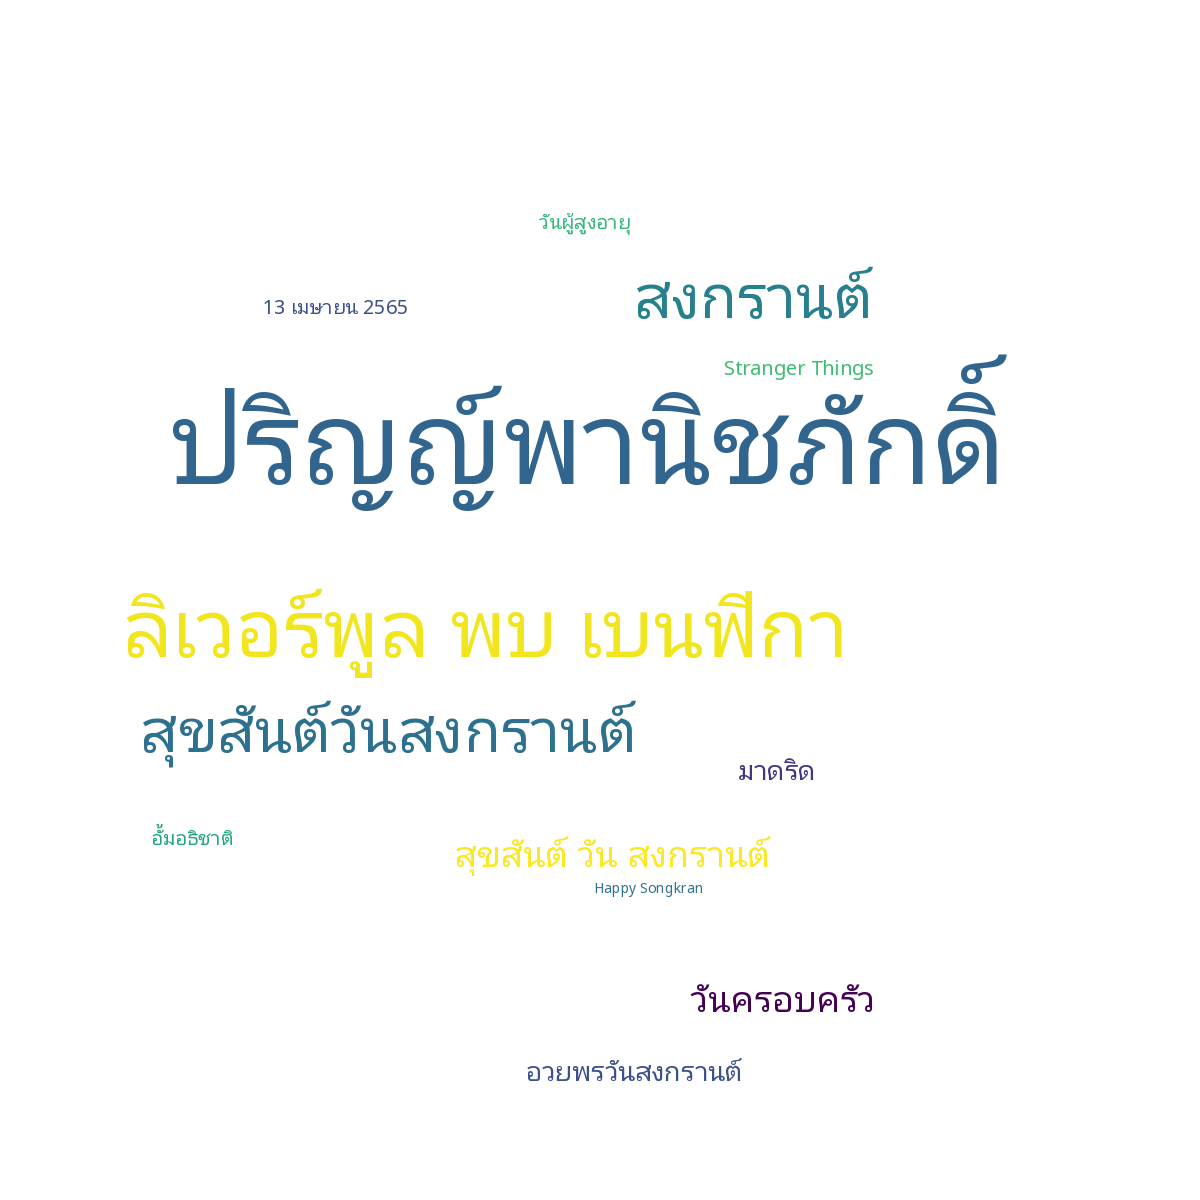 วันผู้สูงอายุ
สงกรานต์
13 เมษายน 2565
Stranger Things
ปริญญ์พานิชภักดิ์
ลิเวอร์พูล พบ เบนฟีกา
สุขสันต์วันสงกรานต์
มาดริด
อั้มอธิชาติ
สุขสันต์ วัน สงกรานต์
Happy Songkran
วันครอบครัว
อวยพรวันสงกรานต์